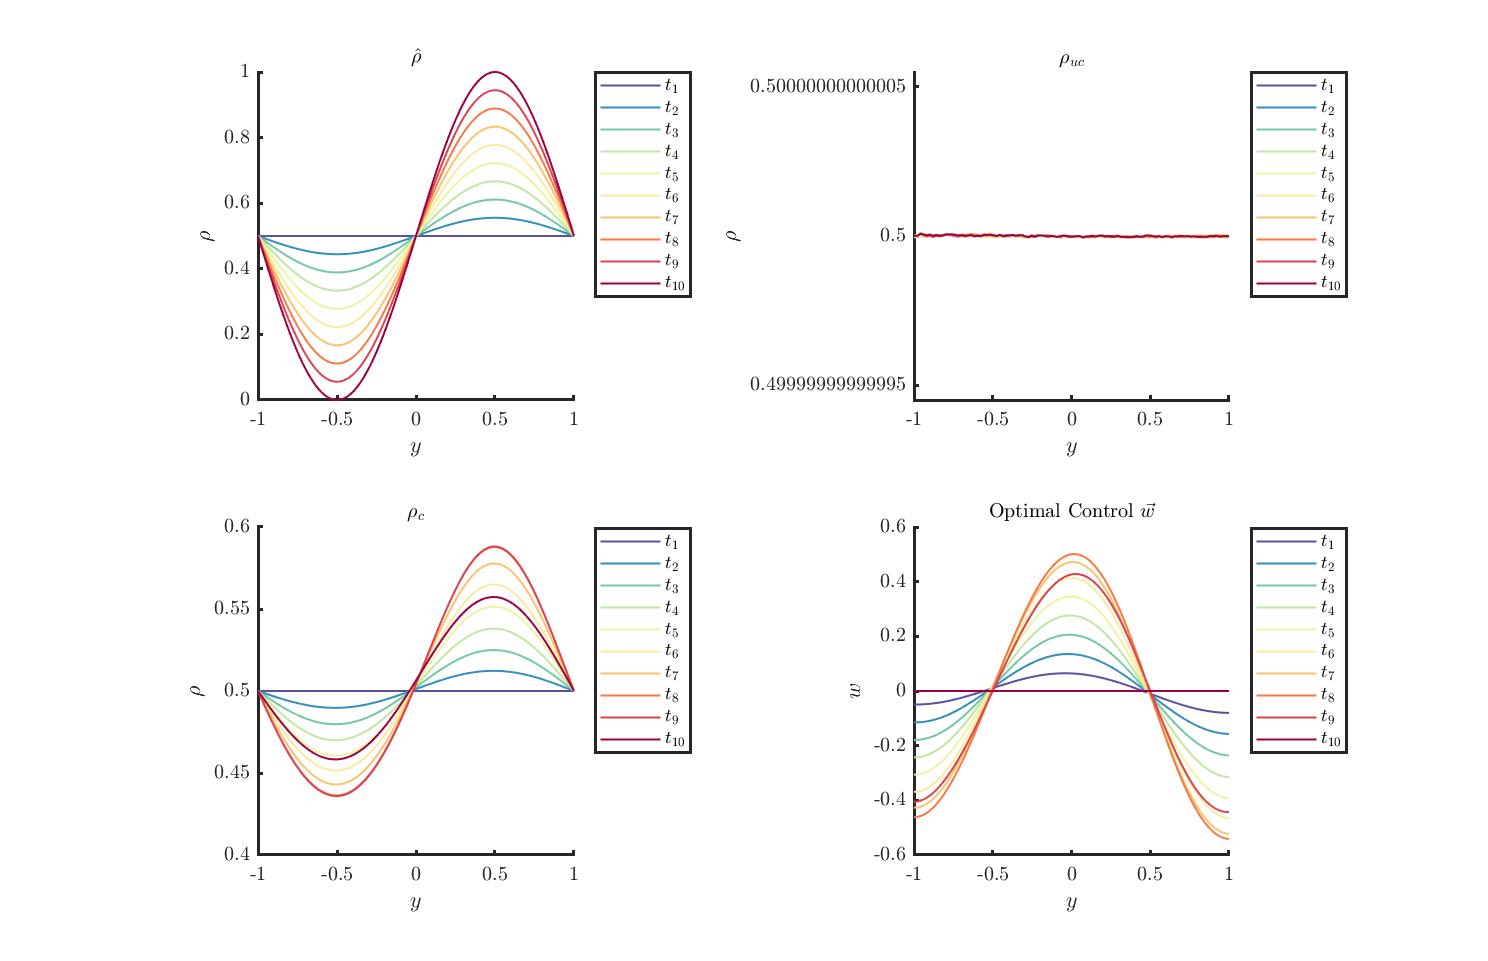 ρ̂
1
0.8
0.6
0.4
0.2
0
ρ
-1 -0.5 0 0.5 1
y
t₁
t₂
t₃
t₄
t₅
t₆
t₇
t₈
t₉
t₁₀
ρ_uc
0.50000000000005
0.5
0.49999999999995
ρ
-1 -0.5 0 0.5 1
y
t₁
t₂
t₃
t₄
t₅
t₆
t₇
t₈
t₉
t₁₀
ρ_c
0.6
0.55
0.5
0.45
0.4
ρ
-1 -0.5 0 0.5 1
y
t₁
t₂
t₃
t₄
t₅
t₆
t₇
t₈
t₉
t₁₀
Optimal Control w⃗
0.6
0.4
0.2
0
-0.2
-0.4
-0.6
w
-1 -0.5 0 0.5 1
y
t₁
t₂
t₃
t₄
t₅
t₆
t₇
t₈
t₉
t₁₀